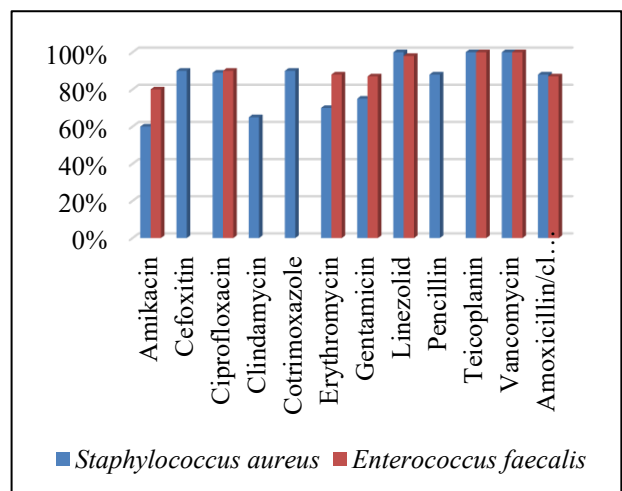 100%
80%
60%
40%
20%
0%
Amikacin
Cefoxitin
Ciprofloxacin
Clindamycin
Cotrimoxazole
Erythromycin
Gentamicin
Linezolid
Pencillin
Teicoplanin
Vancomycin
Amoxicillin/cl…
Staphylococcus aureus Enterococcus faecalis